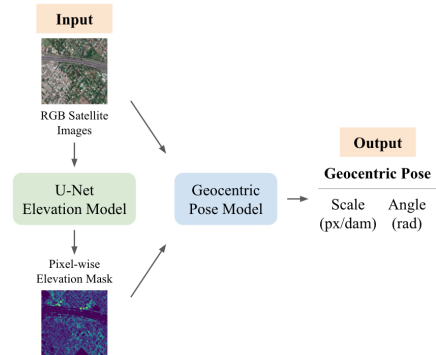 Input
RGB Satellite
Images
U-Net
Elevation Model
Pixel-wise
Elevation Mask
Geocentric
Pose Model
Output
Geocentric Pose
Scale
(px/dam)
Angle
(rad)